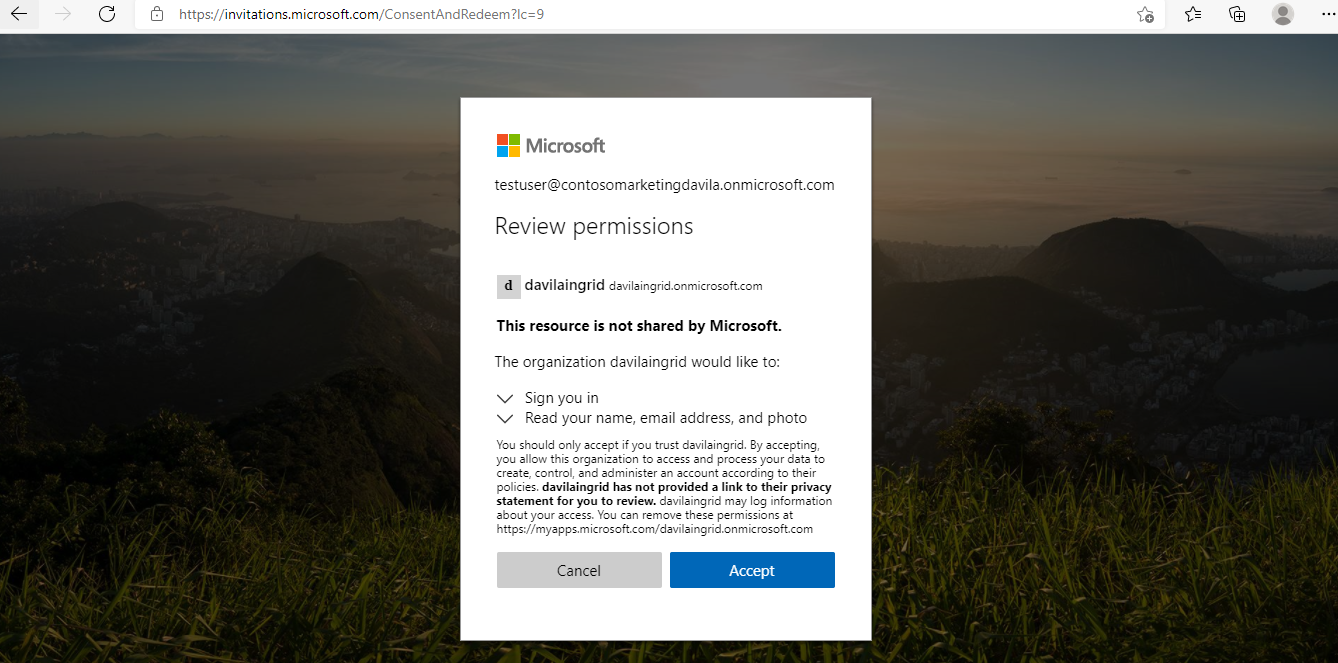 https://invitations.microsoft.com/ConsentAndRedeem?lc=9
Microsoft
testuser@contosomarketingdavila.onmicrosoft.com
Review permissions
d davilaingrid davilaingrid.onmicrosoft.com
This resource is not shared by Microsoft.
The organization davilaingrid would like to:
Sign you in
Read your name, email address, and photo
You should only accept if you trust davilaingrid. By accepting,
you allow this organization to access and process your data to
create, control, and administer an account according to their
policies. davilaingrid has not provided a link to their privacy
statement for you to review. davilaingrid may log information
about your access. You can remove these permissions at
https://myapps.microsoft.com/davilaingrid.onmicrosoft.com
Cancel Accept